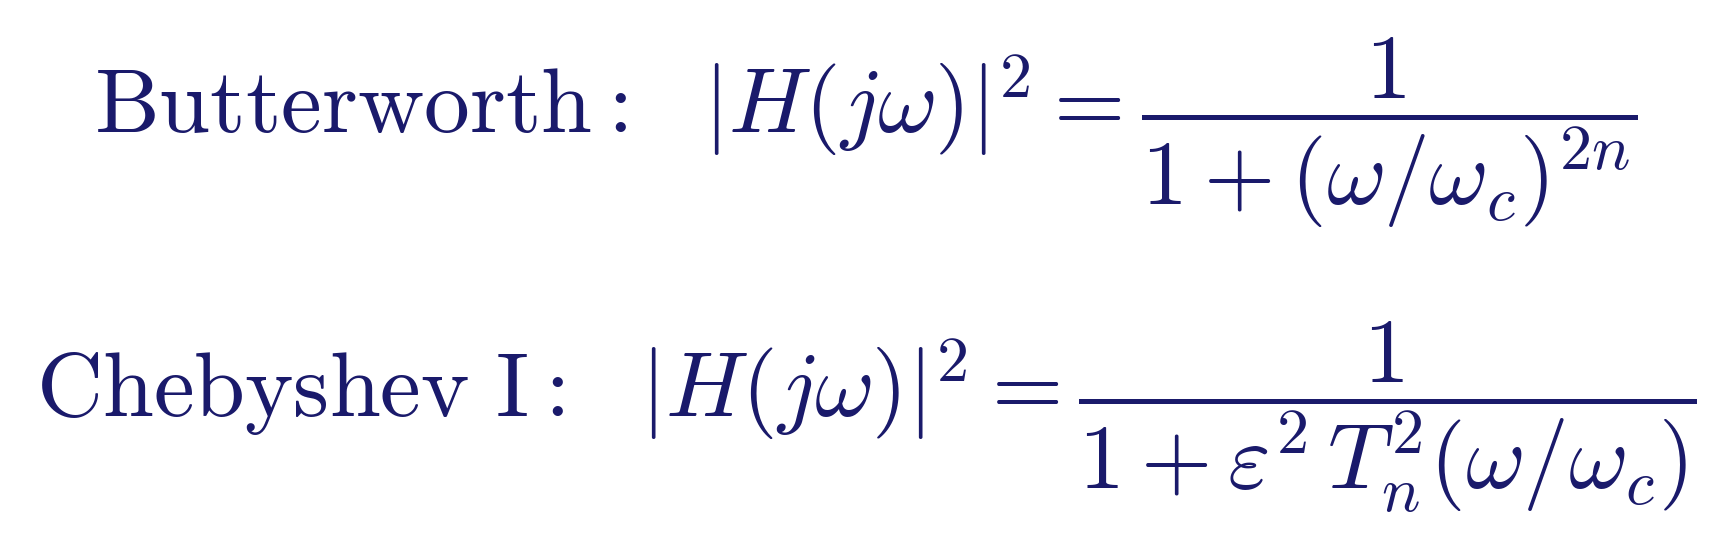 Butterworth : |H(jω)|² = 1 / (1 + (ω/ω_c)^{2n})
Chebyshev I : |H(jω)|² = 1 / (1 + ε² T_n²(ω/ω_c))